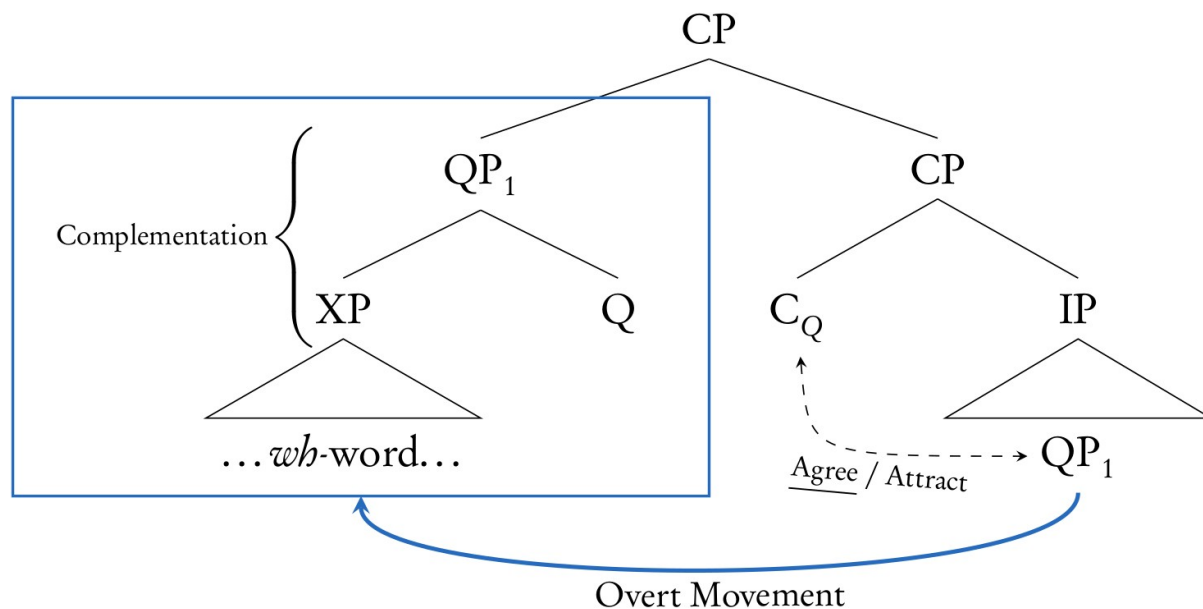 CP
QP1
CP
Complementation
XP
Q
CQ
IP
…wh-word…
QP1
Agree / Attract
Overt Movement